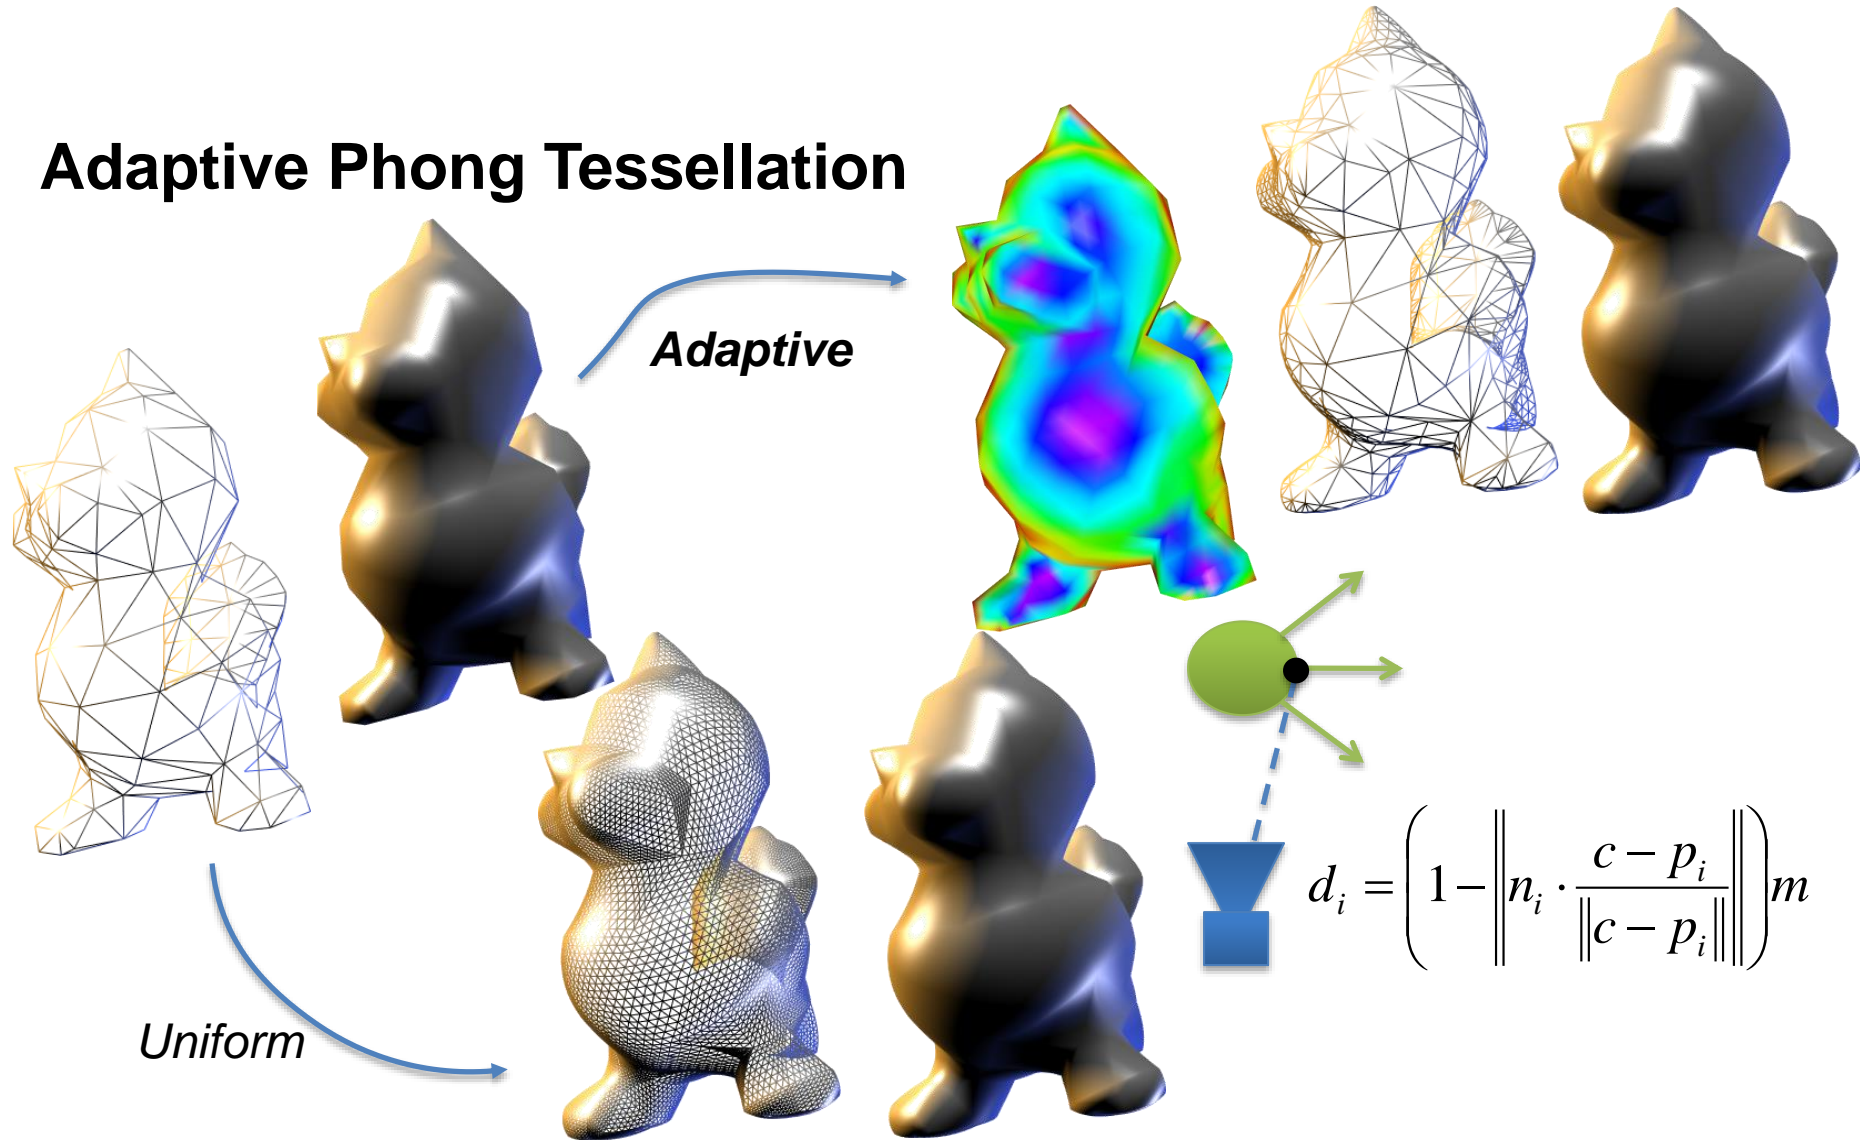 Adaptive Phong Tessellation
Adaptive
Uniform
d_i = (1 − ‖n_i · (c − p_i) / ‖c − p_i‖‖) m